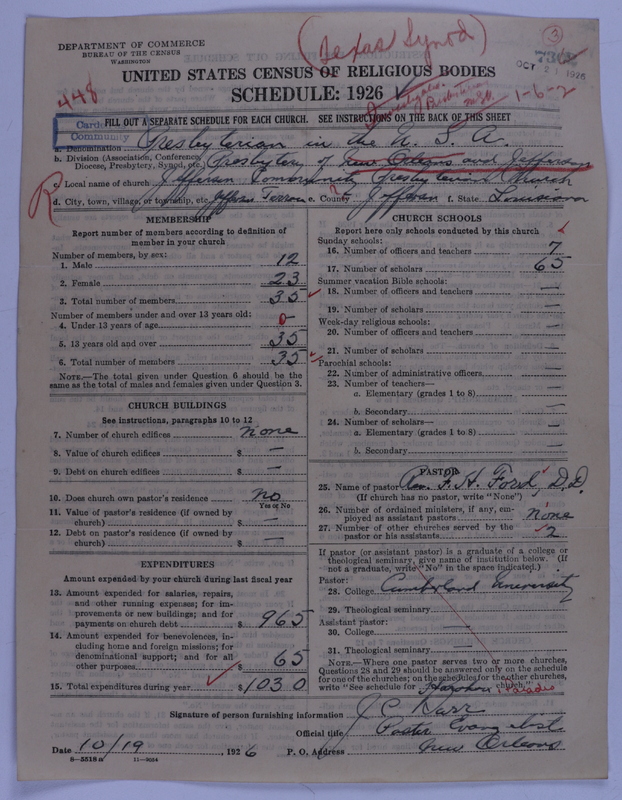 (Texas Synod)
3
7368
OCT 21 1926
DEPARTMENT OF COMMERCE
BUREAU OF THE CENSUS
WASHINGTON
UNITED STATES CENSUS OF RELIGIOUS BODIES
SCHEDULE: 1926
448
1-6-2
FILL OUT A SEPARATE SCHEDULE FOR EACH CHURCH. SEE INSTRUCTIONS ON THE BACK OF THIS SHEET
Community
a. Denomination Presbyterian in the U. S. A.
b. Division (Association, Conference, Diocese, Presbytery, Synod, etc.) Presbytery of New Orleans and Jefferson
R
c. Local name of church Jefferson Community Presbyterian Church
d. City, town, village, or township, etc. Jefferson Terrace e. County Jefferson f. State Louisiana
MEMBERSHIP
Report number of members according to definition of member in your church
Number of members, by sex:
1. Male 12
2. Female 23
3. Total number of members 35
Number of members under and over 13 years old:
4. Under 13 years of age 0
5. 13 years old and over 35
6. Total number of members 35
NOTE.—The total given under Question 6 should be the same as the total of males and females given under Question 3.
CHURCH BUILDINGS
See instructions, paragraphs 10 to 12
7. Number of church edifices None
8. Value of church edifices $ —
9. Debt on church edifices $ —
10. Does church own pastor's residence No
Yes or No
11. Value of pastor's residence (if owned by church) $ —
12. Debt on pastor's residence (if owned by church) $ —
EXPENDITURES
Amount expended by your church during last fiscal year
13. Amount expended for salaries, repairs, and other running expenses; for improvements or new buildings; and for payments on church debt $ 965
14. Amount expended for benevolences, including home and foreign missions; for denominational support; and for all other purposes $ 65
15. Total expenditures during year $ 1030
CHURCH SCHOOLS
Report here only schools conducted by this church
Sunday schools:
16. Number of officers and teachers 7
17. Number of scholars 65
Summer vacation Bible schools:
18. Number of officers and teachers —
19. Number of scholars —
Week-day religious schools:
20. Number of officers and teachers —
21. Number of scholars —
Parochial schools:
22. Number of administrative officers —
23. Number of teachers—
a. Elementary (grades 1 to 8) —
b. Secondary —
24. Number of scholars—
a. Elementary (grades 1 to 8) —
b. Secondary —
PASTOR
25. Name of pastor Rev. F. H. Ford, D.D.
(If church has no pastor, write "None")
26. Number of ordained ministers, if any, employed as assistant pastors None
27. Number of other churches served by the pastor or his assistants 2
If pastor (or assistant pastor) is a graduate of a college or theological seminary, give name of institution below. (If not a graduate, write "No" in the space indicated.)
Pastor:
28. College Cumberland University
29. Theological seminary —
Assistant pastor:
30. College —
31. Theological seminary —
NOTE.—Where one pastor serves two or more churches, Questions 28 and 29 should be answered only on the schedule for one of the churches; on the schedules for the other churches, write "See schedule for church."
Signature of person furnishing information J. C. Barr
Official title Pastor Evangelist
Date 10/19 1926 P. O. Address New Orleans
8—5518 a 11—9024